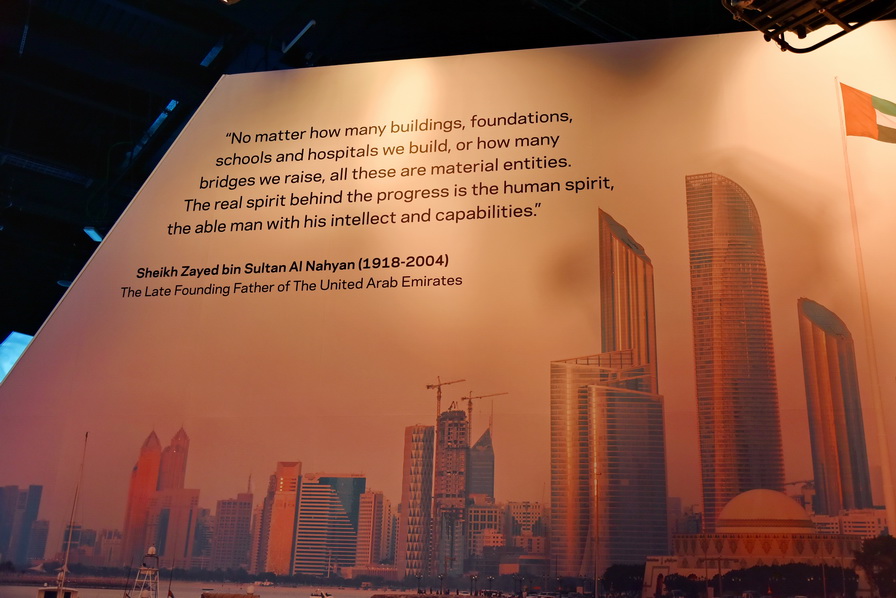 “No matter how many buildings, foundations,
schools and hospitals we build, or how many
bridges we raise, all these are material entities.
The real spirit behind the progress is the human spirit,
the able man with his intellect and capabilities.”
Sheikh Zayed bin Sultan Al Nahyan (1918-2004)
The Late Founding Father of The United Arab Emirates